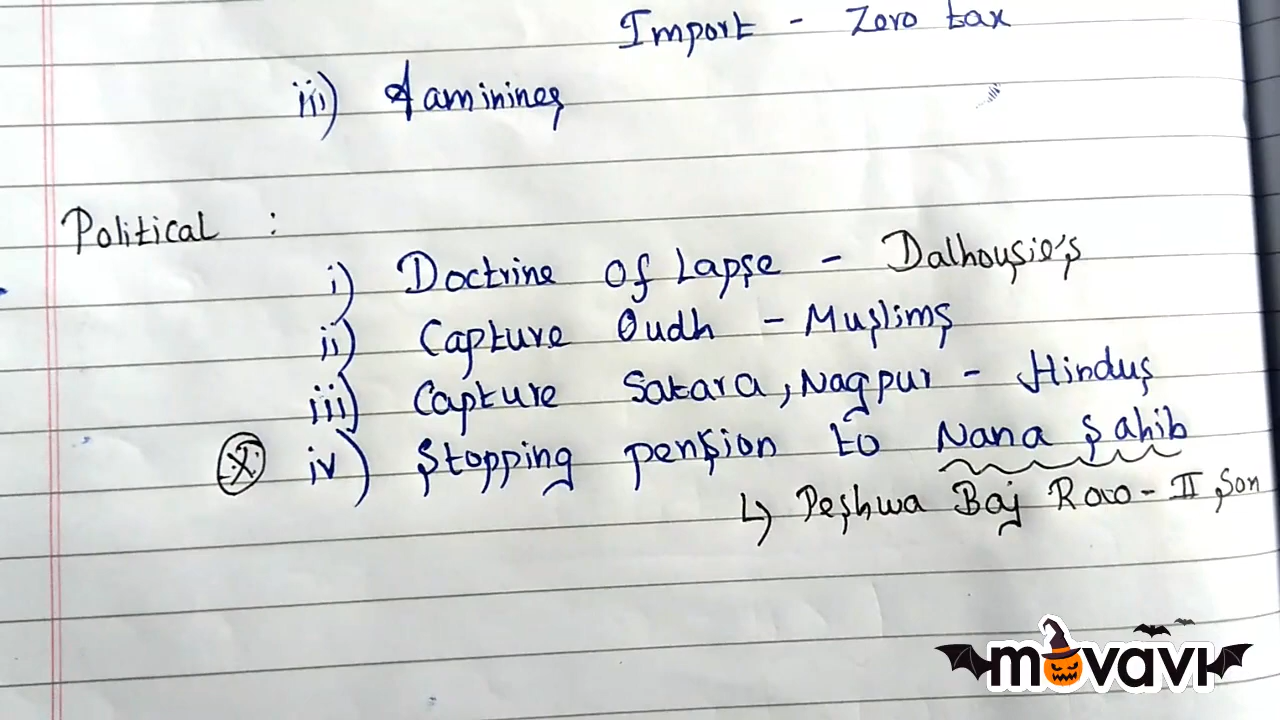 Import - Zero tax
iii) Faminines
Political :
i) Doctrine Of Lapse - Dalhousie's
ii) Capture Oudh - Muslims
iii) Capture Satara, Nagpur - Hindus
iv) Stopping pension to Nana Sahib
↳ Peshwa Baj Rao - II Son
movavi